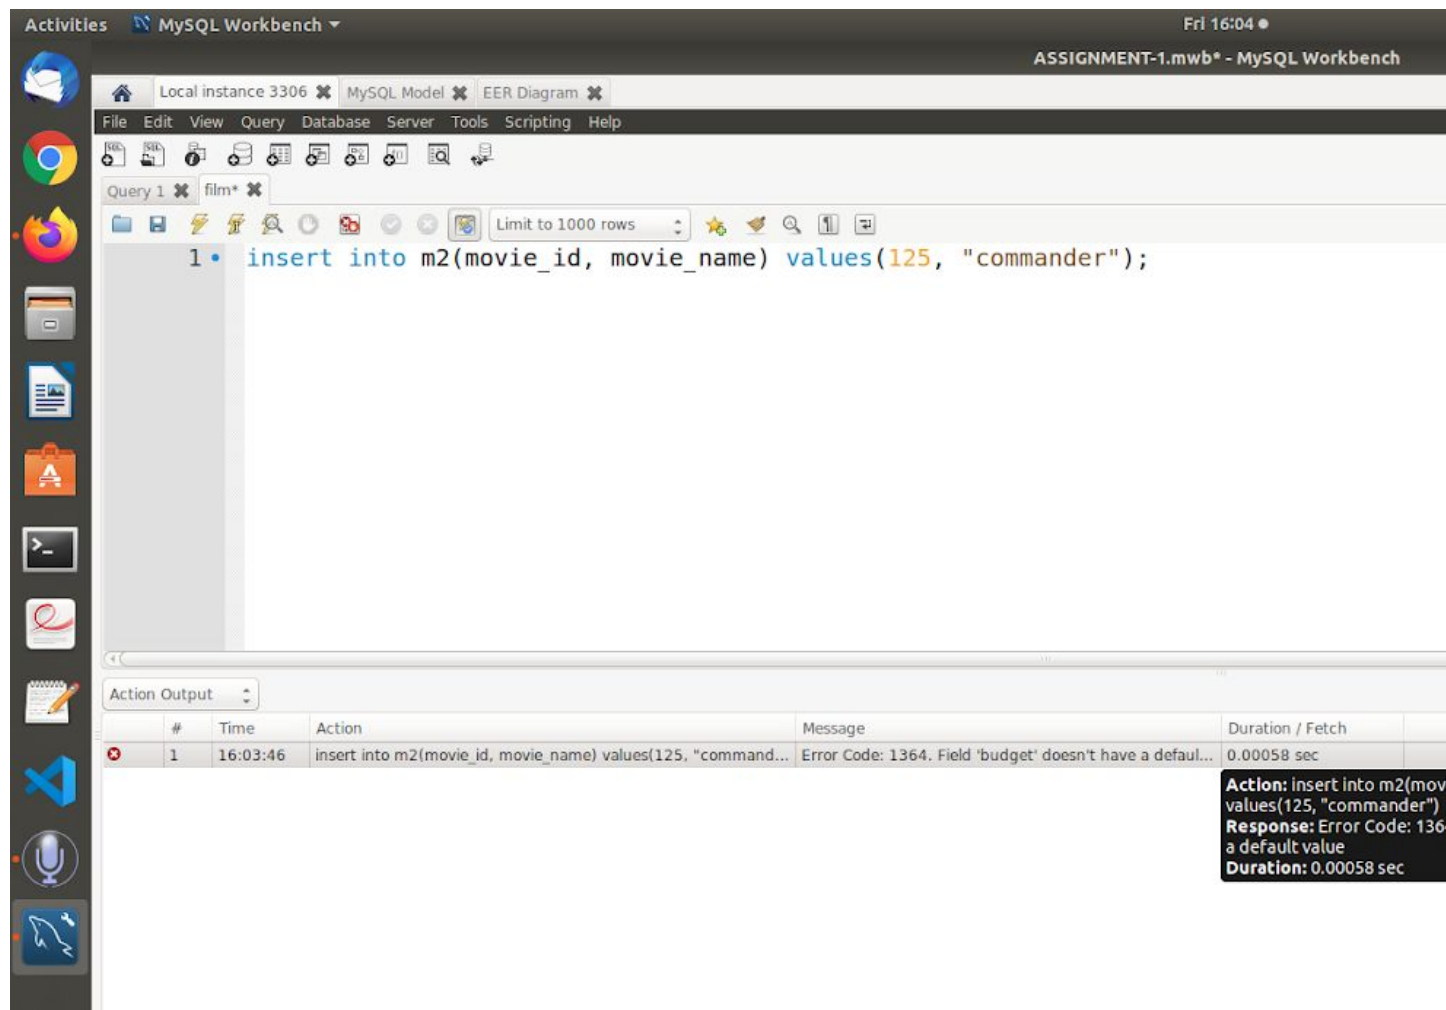 Activities MySQL Workbench Fri 16:04
ASSIGNMENT-1.mwb* - MySQL Workbench
Local instance 3306 MySQL Model EER Diagram
File Edit View Query Database Server Tools Scripting Help
Query 1 film*
Limit to 1000 rows
1 insert into m2(movie_id, movie_name) values(125, "commander");
Action Output
# Time Action Message Duration / Fetch
1 16:03:46 insert into m2(movie_id, movie_name) values(125, "command... Error Code: 1364. Field 'budget' doesn't have a defaul... 0.00058 sec
Action: insert into m2(mov
values(125, "commander")
Response: Error Code: 136
a default value
Duration: 0.00058 sec